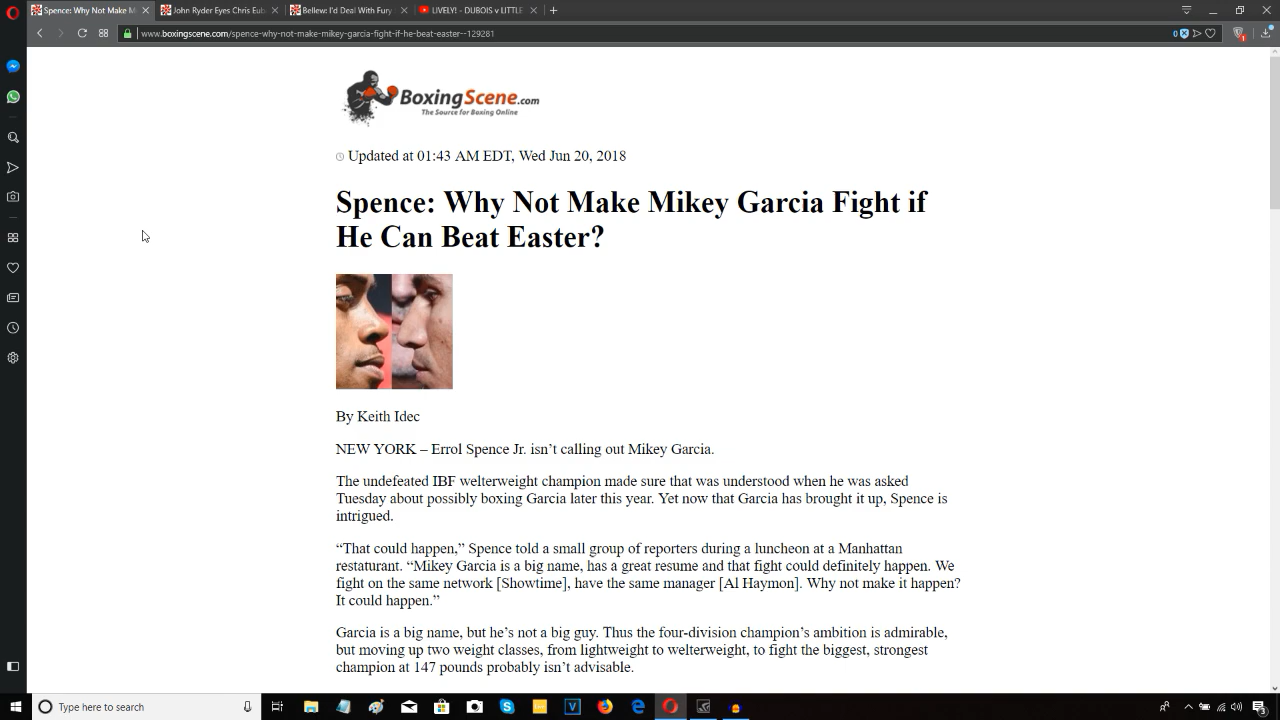 Spence: Why Not Make M
John Ryder Eyes Chris Eub
Believe I'd Deal With Fury
LIVELY! - DUBOIS v LITTLE
www.boxingscene.com/spence-why-not-make-mikey-garcia-fight-if-he-beat-easter--129281
0
1
BoxingScene.com
The Source for Boxing Online
Updated at 01:43 AM EDT, Wed Jun 20, 2018
Spence: Why Not Make Mikey Garcia Fight if
He Can Beat Easter?
By Keith Idec
NEW YORK – Errol Spence Jr. isn’t calling out Mikey Garcia.
The undefeated IBF welterweight champion made sure that was understood when he was asked
Tuesday about possibly boxing Garcia later this year. Yet now that Garcia has brought it up, Spence is
intrigued.
“That could happen,” Spence told a small group of reporters during a luncheon at a Manhattan
restaturant. “Mikey Garcia is a big name, has a great resume and that fight could definitely happen. We
fight on the same network [Showtime], have the same manager [Al Haymon]. Why not make it happen?
It could happen.”
Garcia is a big name, but he’s not a big guy. Thus the four-division champion’s ambition is admirable,
but moving up two weight classes, from lightweight to welterweight, to fight the biggest, strongest
champion at 147 pounds probably isn’t advisable.
Type here to search